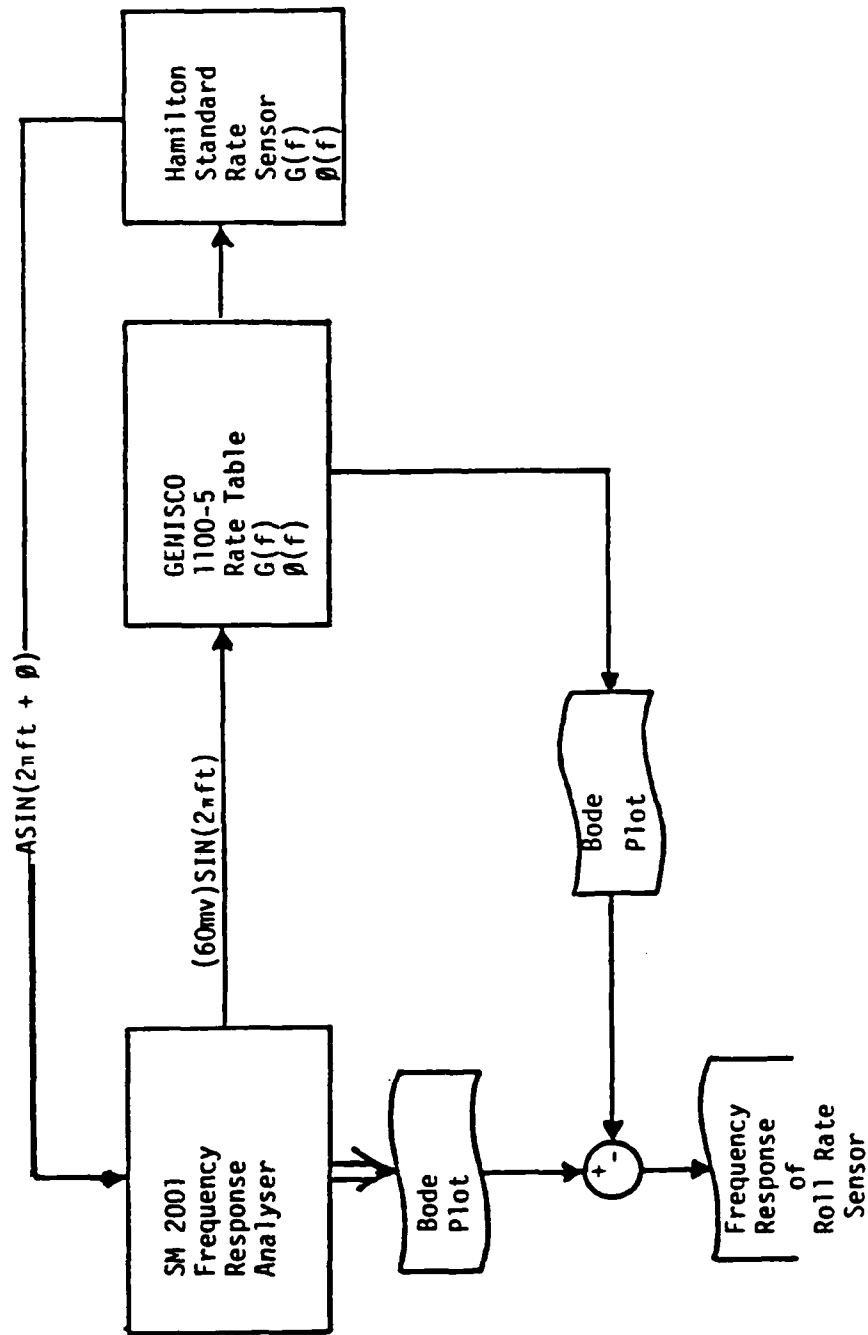 ASIN(2πft + Ø)
SM 2001
Frequency
Response
Analyser
(60mv)SIN(2πft)
GENISCO
1100-5
Rate Table
G(f)
Ø(f)
Hamilton
Standard
Rate
Sensor
G(f)
Ø(f)
Bode
Plot
Bode
Plot
+
-
Frequency
Response
of
Roll Rate
Sensor